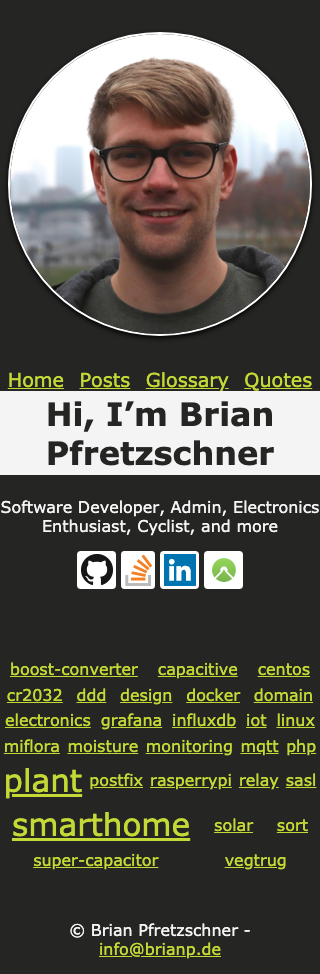 Home Posts Glossary Quotes
Hi, I’m Brian
Pfretzschner
Software Developer, Admin, Electronics
Enthusiast, Cyclist, and more
in
boost-converter capacitive centos
cr2032 ddd design docker domain
electronics grafana influxdb iot linux
miflora moisture monitoring mqtt php
plant postfix rasperrypi relay sasl
smarthome solar sort
super-capacitor vegtrug
© Brian Pfretzschner -
info@brianp.de